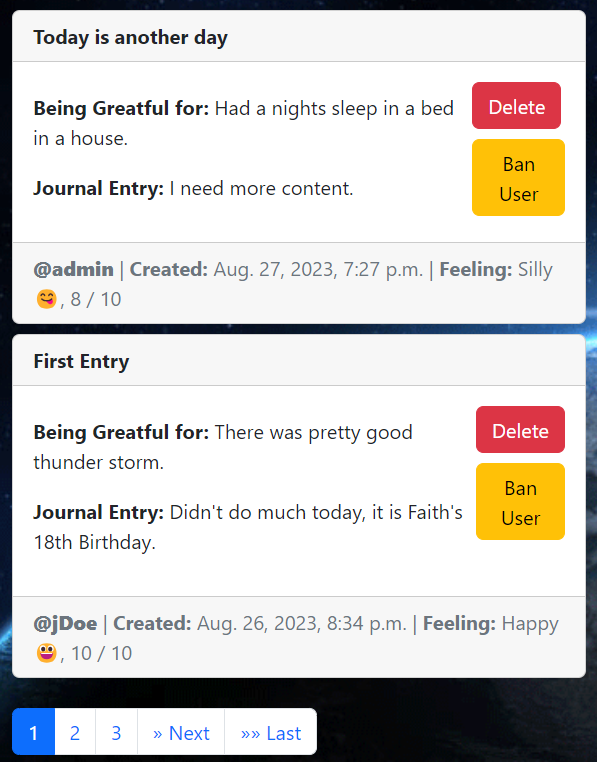 Today is another day
Being Greatful for: Had a nights sleep in a bed
in a house.
Delete
Journal Entry: I need more content.
Ban
User
@admin | Created: Aug. 27, 2023, 7:27 p.m. | Feeling: Silly
😋, 8 / 10
First Entry
Being Greatful for: There was pretty good
thunder storm.
Delete
Journal Entry: Didn't do much today, it is Faith's
18th Birthday.
Ban
User
@jDoe | Created: Aug. 26, 2023, 8:34 p.m. | Feeling: Happy
😀, 10 / 10
1 2 3 » Next »» Last